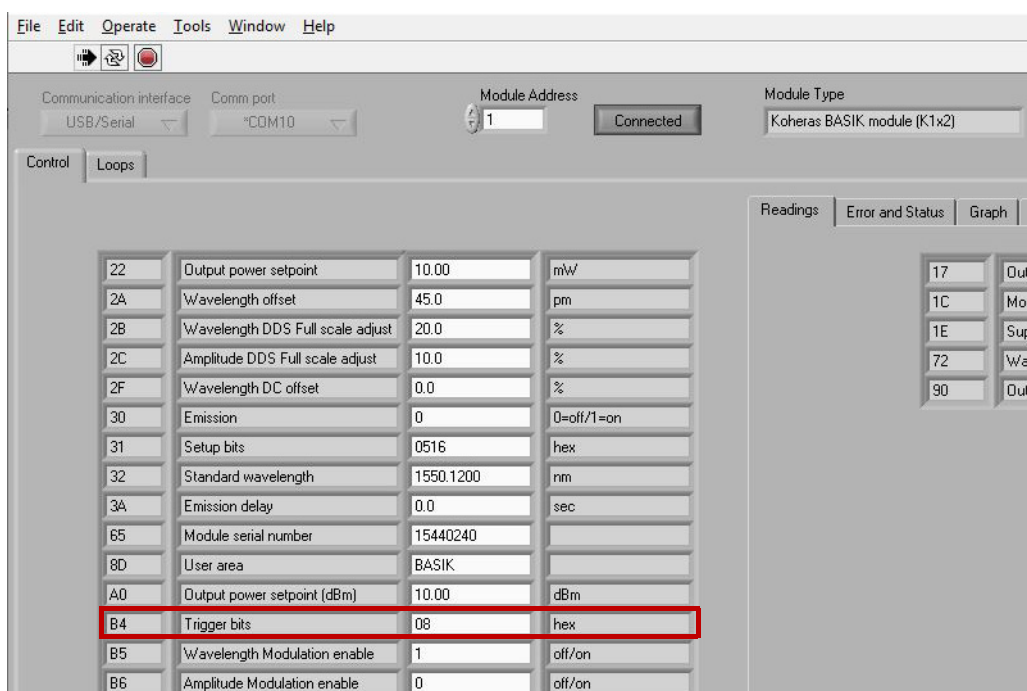 File Edit Operate Tools Window Help
Communication interface Comm port Module Address Module Type
USB/Serial *COM10 1 Connected Koheras BASIK module (K1x2)
Control Loops
Readings Error and Status Graph
22 Output power setpoint 10.00 mW 17 Out
2A Wavelength offset 45.0 pm 1C Mo
2B Wavelength DDS Full scale adjust 20.0 % 1E Sup
2C Amplitude DDS Full scale adjust 10.0 % 72 Wa
2F Wavelength DC offset 0.0 % 90 Out
30 Emission 0 0=off/1=on
31 Setup bits 0516 hex
32 Standard wavelength 1550.1200 nm
3A Emission delay 0.0 sec
65 Module serial number 15440240
8D User area BASIK
A0 Output power setpoint (dBm) 10.00 dBm
B4 Trigger bits 08 hex
B5 Wavelength Modulation enable 1 off/on
B6 Amplitude Modulation enable 0 off/on